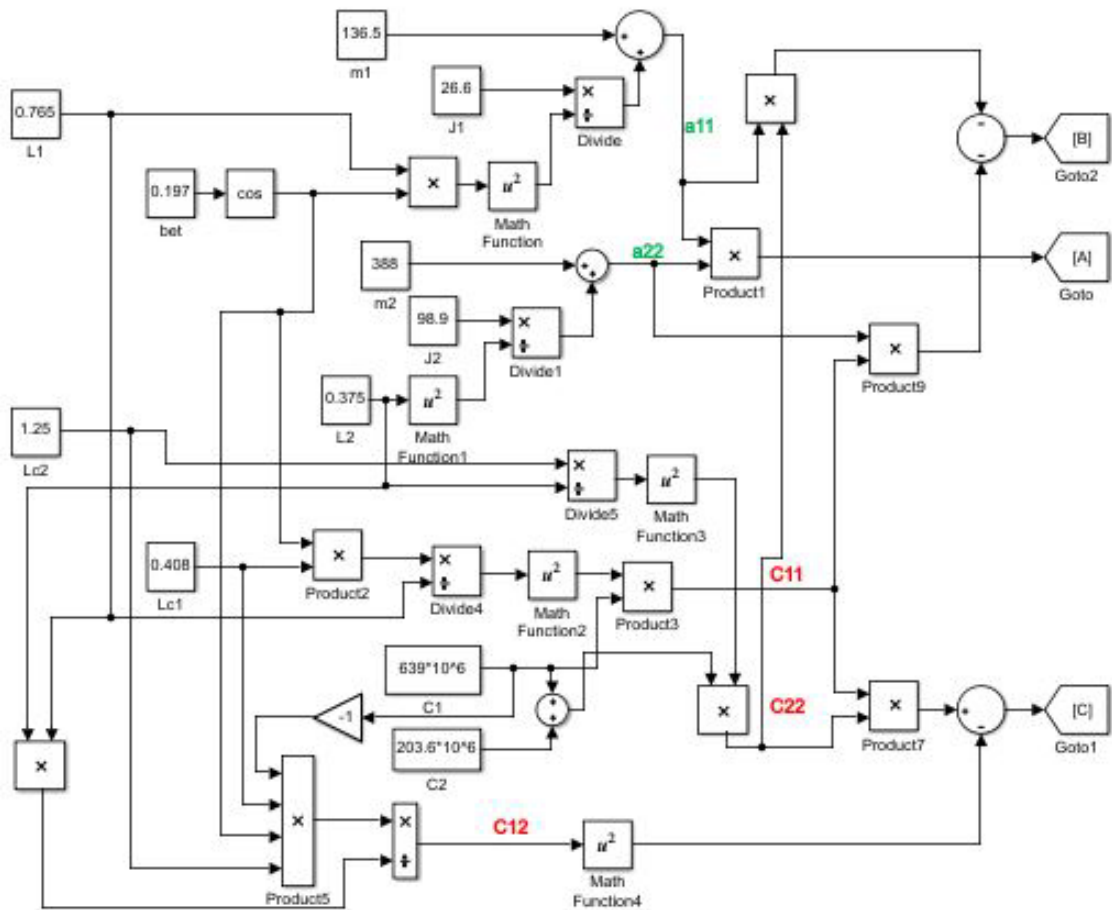 136.5
m1
26.6
J1
×
÷
Divide
0.765
L1
a11
×
[B]
Goto2
0.197
bet
cos
×
u²
Math
Function
a22
388
m2
×
Product1
[A]
Goto
98.9
J2
×
÷
Divide1
×
Product9
0.375
L2
u²
Math
Function1
1.25
Lc2
×
÷
Divide5
u²
Math
Function3
0.408
Lc1
×
Product2
×
÷
Divide4
u²
Math
Function2
×
Product3
C11
639*10^6
C1
-1
203.6*10^6
C2
×
C22
×
Product7
[C]
Goto1
×
×
Product5
×
÷
C12
u²
Math
Function4